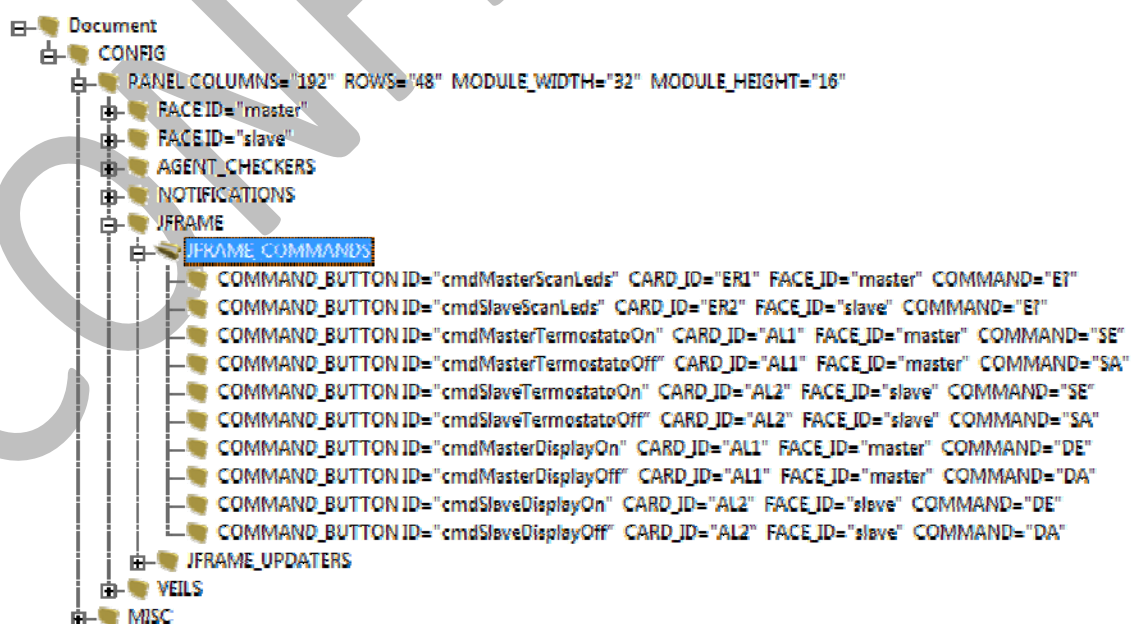 Document
CONFIG
PANEL COLUMNS="192" ROWS="48" MODULE_WIDTH="32" MODULE_HEIGHT="16"
FACE ID="master"
FACE ID="slave"
AGENT_CHECKERS
NOTIFICATIONS
JFRAME
JFRAME_COMMANDS
COMMAND_BUTTON ID="cmdMasterScanLeds" CARD_ID="ER1" FACE_ID="master" COMMAND="EI"
COMMAND_BUTTON ID="cmdSlaveScanLeds" CARD_ID="ER2" FACE_ID="slave" COMMAND="EI"
COMMAND_BUTTON ID="cmdMasterTermostatoOn" CARD_ID="AL1" FACE_ID="master" COMMAND="SE"
COMMAND_BUTTON ID="cmdMasterTermostatoOff" CARD_ID="AL1" FACE_ID="master" COMMAND="SA"
COMMAND_BUTTON ID="cmdSlaveTermostatoOn" CARD_ID="AL2" FACE_ID="slave" COMMAND="SE"
COMMAND_BUTTON ID="cmdSlaveTermostatoOff" CARD_ID="AL2" FACE_ID="slave" COMMAND="SA"
COMMAND_BUTTON ID="cmdMasterDisplayOn" CARD_ID="AL1" FACE_ID="master" COMMAND="DE"
COMMAND_BUTTON ID="cmdMasterDisplayOff" CARD_ID="AL1" FACE_ID="master" COMMAND="DA"
COMMAND_BUTTON ID="cmdSlaveDisplayOn" CARD_ID="AL2" FACE_ID="slave" COMMAND="DE"
COMMAND_BUTTON ID="cmdSlaveDisplayOff" CARD_ID="AL2" FACE_ID="slave" COMMAND="DA"
JFRAME_UPDATERS
VEILS
MISC